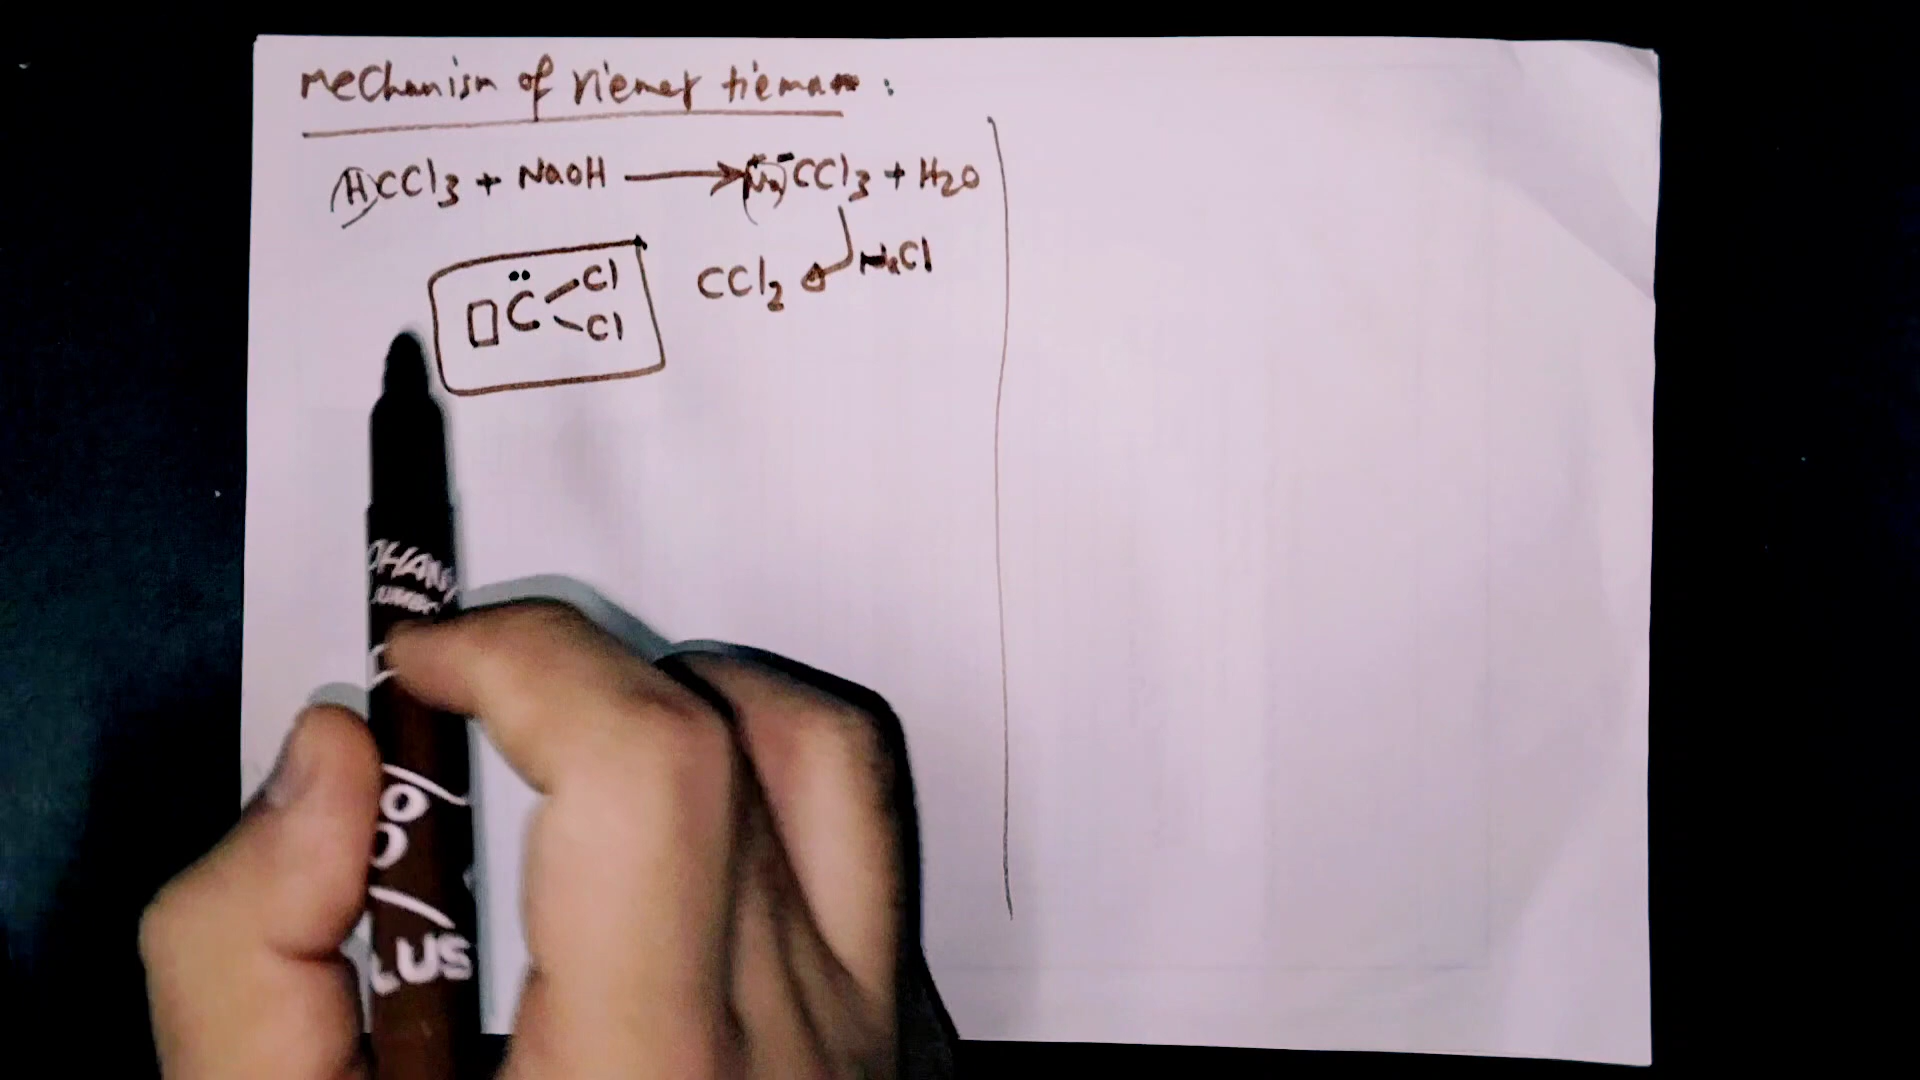 Mechanism of riemer tieman :
HCCl3 + NaOH → (Na) CCl3 + H2O
CCl2 NaCl
C Cl
Cl
LUS